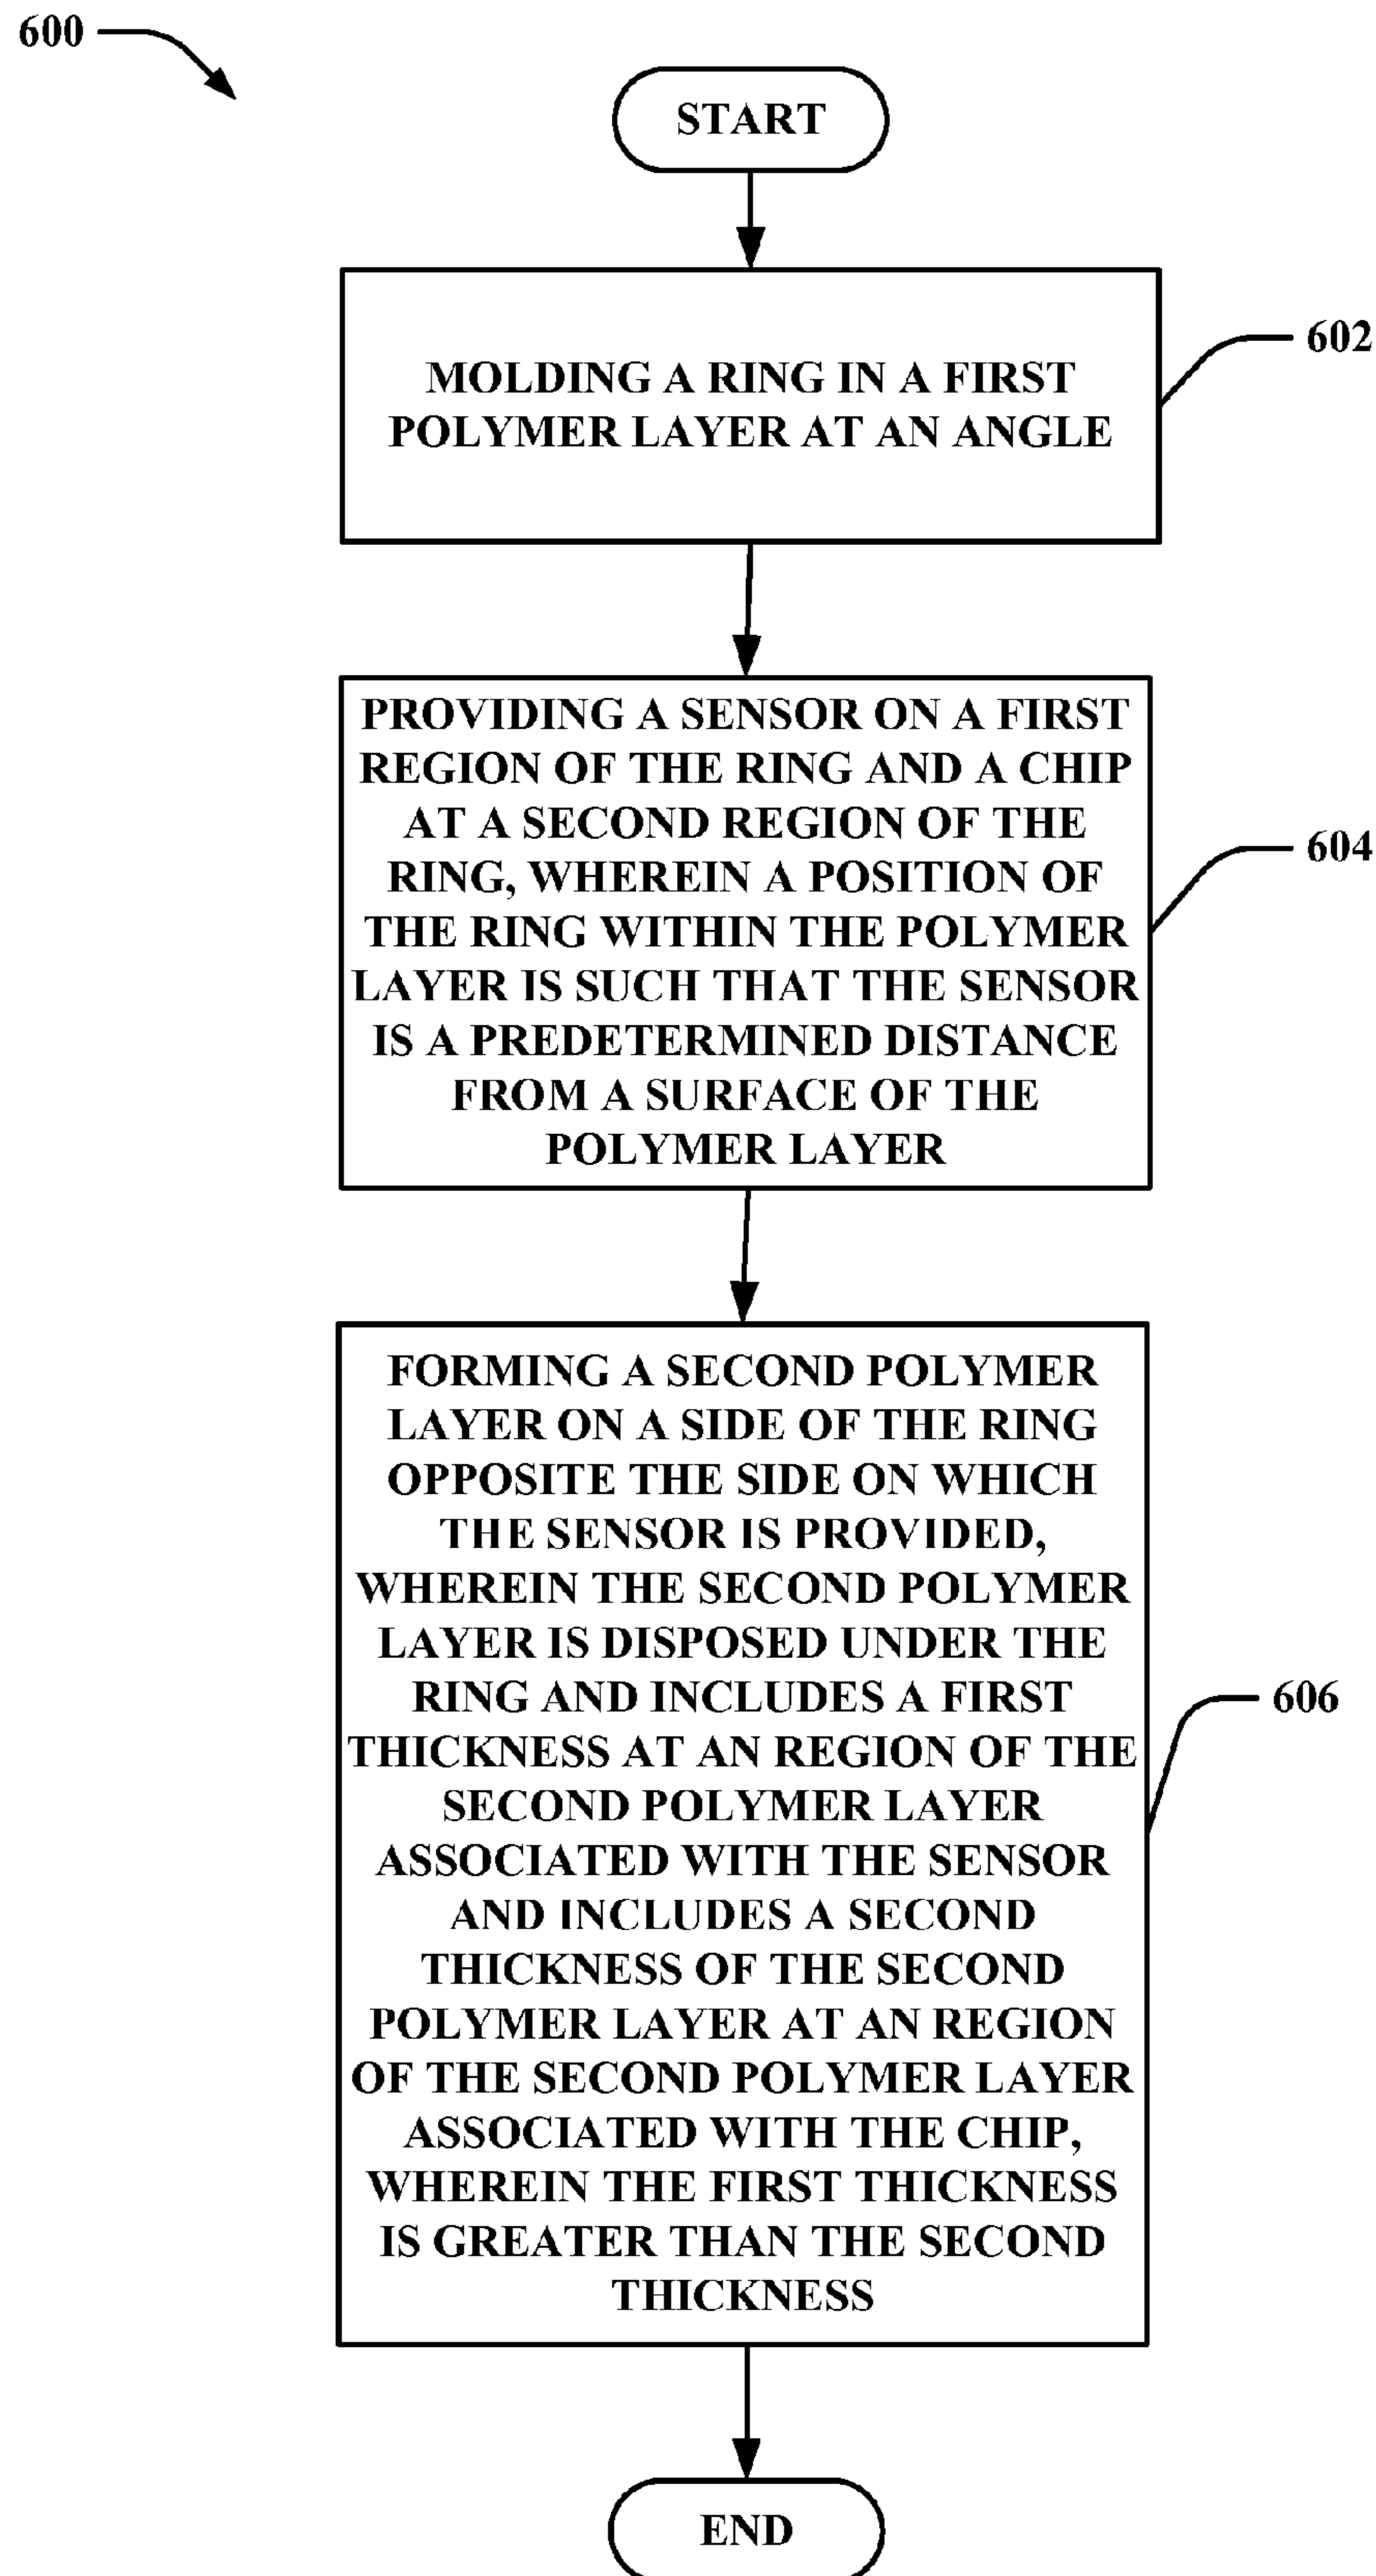 600
START
MOLDING A RING IN A FIRST
POLYMER LAYER AT AN ANGLE
602
PROVIDING A SENSOR ON A FIRST
REGION OF THE RING AND A CHIP
AT A SECOND REGION OF THE
RING, WHEREIN A POSITION OF
THE RING WITHIN THE POLYMER
LAYER IS SUCH THAT THE SENSOR
IS A PREDETERMINED DISTANCE
FROM A SURFACE OF THE
POLYMER LAYER
604
FORMING A SECOND POLYMER
LAYER ON A SIDE OF THE RING
OPPOSITE THE SIDE ON WHICH
THE SENSOR IS PROVIDED,
WHEREIN THE SECOND POLYMER
LAYER IS DISPOSED UNDER THE
RING AND INCLUDES A FIRST
THICKNESS AT AN REGION OF THE
SECOND POLYMER LAYER
ASSOCIATED WITH THE SENSOR
AND INCLUDES A SECOND
THICKNESS OF THE SECOND
POLYMER LAYER AT AN REGION
OF THE SECOND POLYMER LAYER
ASSOCIATED WITH THE CHIP,
WHEREIN THE FIRST THICKNESS
IS GREATER THAN THE SECOND
THICKNESS
606
END